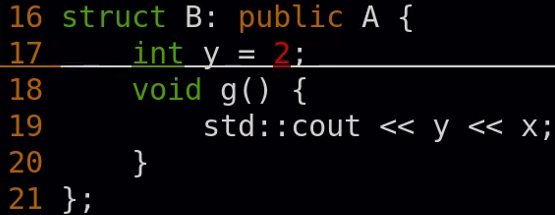 16 struct B: public A {
17     int y = 2;
18     void g() {
19         std::cout << y << x;
20     }
21 };